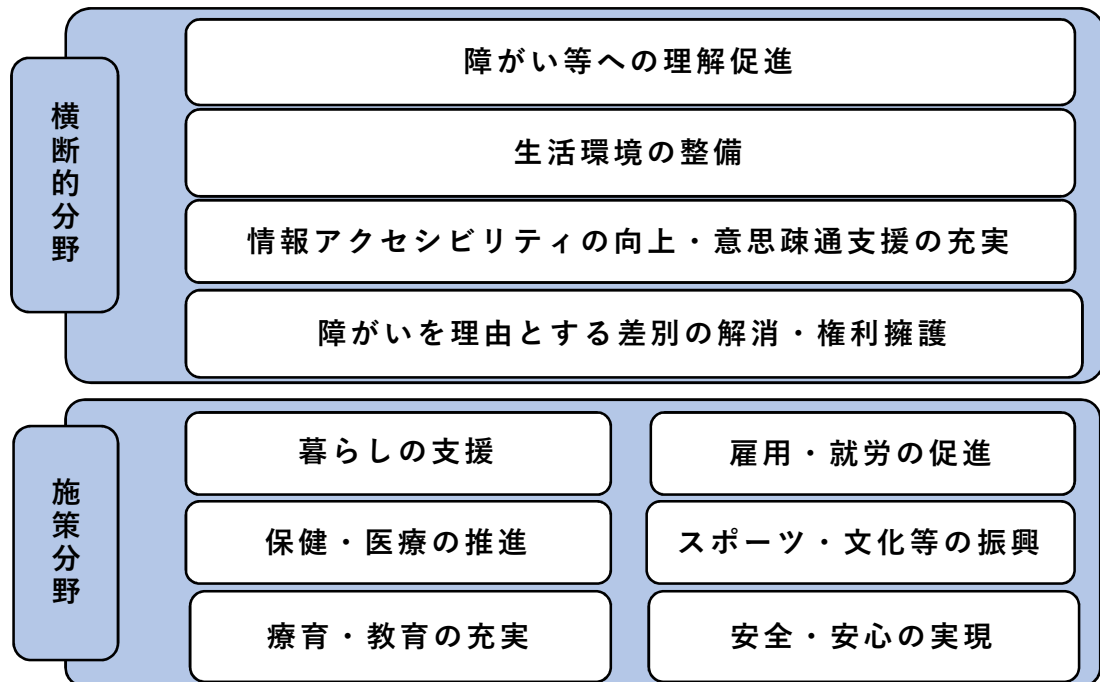 横断的分野
障がい等への理解促進
生活環境の整備
情報アクセシビリティの向上・意思疎通支援の充実
障がいを理由とする差別の解消・権利擁護
施策分野
暮らしの支援
雇用・就労の促進
保健・医療の推進
スポーツ・文化等の振興
療育・教育の充実
安全・安心の実現